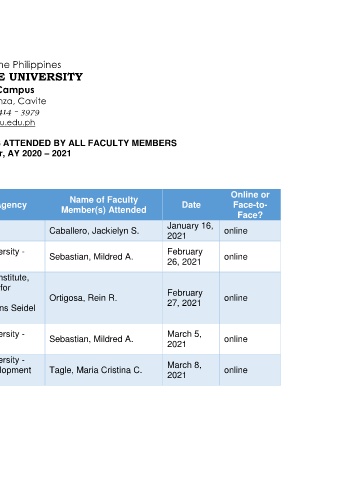 ne Philippines
E UNIVERSITY
Campus
nza, Cavite
414 – 3979
u.edu.ph
S ATTENDED BY ALL FACULTY MEMBERS
r, AY 2020 – 2021
Agency
Name of Faculty
Member(s) Attended
Date
Online or
Face-to-
Face?
Caballero, Jackielyn S.
January 16,
2021
online
ersity -
Sebastian, Mildred A.
February
26, 2021
online
nstitute,
for
ns Seidel
Ortigosa, Rein R.
February
27, 2021
online
ersity -
Sebastian, Mildred A.
March 5,
2021
online
ersity -
lopment
Tagle, Maria Cristina C.
March 8,
2021
online